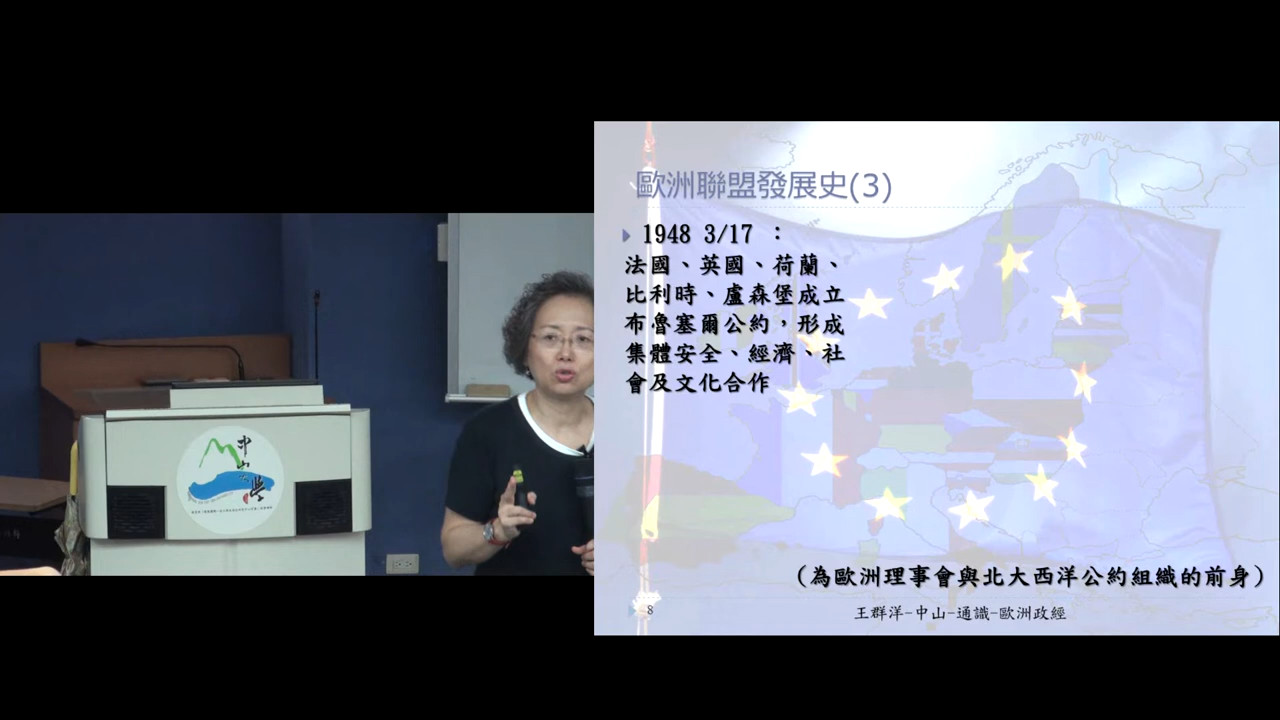 歐洲聯盟發展史(3)
1948 3/17 ：
法國、英國、荷蘭、
比利時、盧森堡成立
布魯塞爾公約，形成
集體安全、經濟、社
會及文化合作
(為歐洲理事會與北大西洋公約組織的前身)
8
王群洋-中山-通識-歐洲政經
中山
學